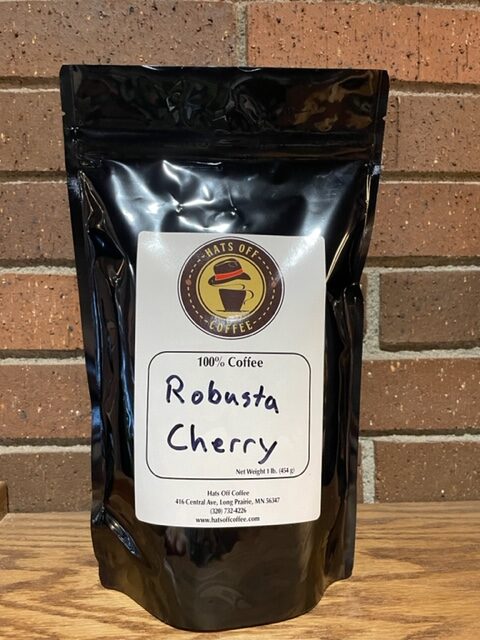 HATS OFF
COFFEE
100% Coffee
Robusta
Cherry
Net Weight 1 lb. (454 g)
Hats Off Coffee
416 Central Ave, Long Prairie, MN 56347
(320) 732-4226
www.hatsoffcoffee.com